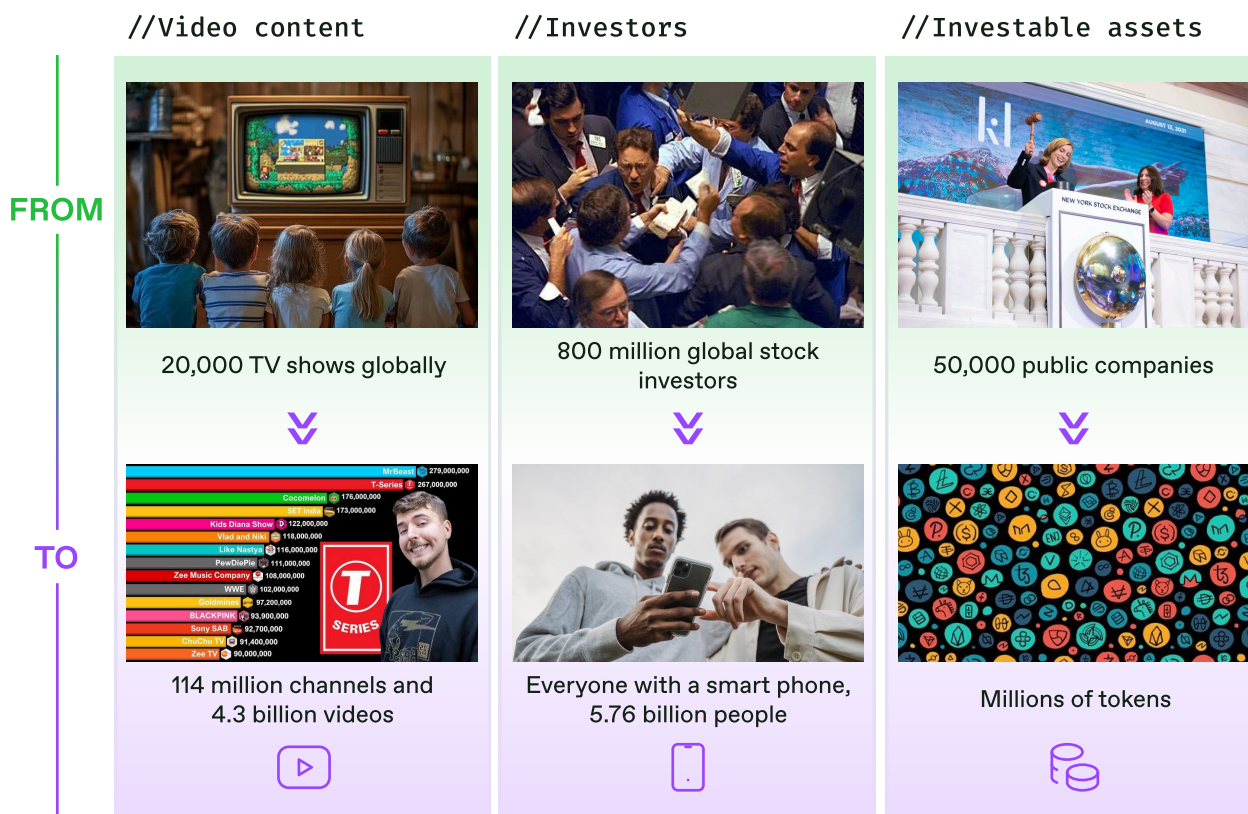 //Video content
//Investors
//Investable assets
FROM
AUGUST 12, 2021
NEW YORK STOCK EXCHANGE
20,000 TV shows globally
800 million global stock
investors
50,000 public companies
TO
MrBeast 279,000,000
T-Series 267,000,000
Cocomelon 176,000,000
SET India 173,000,000
Kids Diana Show 122,000,000
Vlad and Niki 118,000,000
Like Nastya 116,000,000
PewDiePie 111,000,000
Zee Music Company 108,000,000
WWE 102,000,000
Goldmines 97,200,000
BLACKPINK 93,900,000
Sony SAB 92,700,000
ChuChu TV 91,400,000
Zee TV 90,000,000
T
SERIES
114 million channels and
4.3 billion videos
Everyone with a smart phone,
5.76 billion people
Millions of tokens